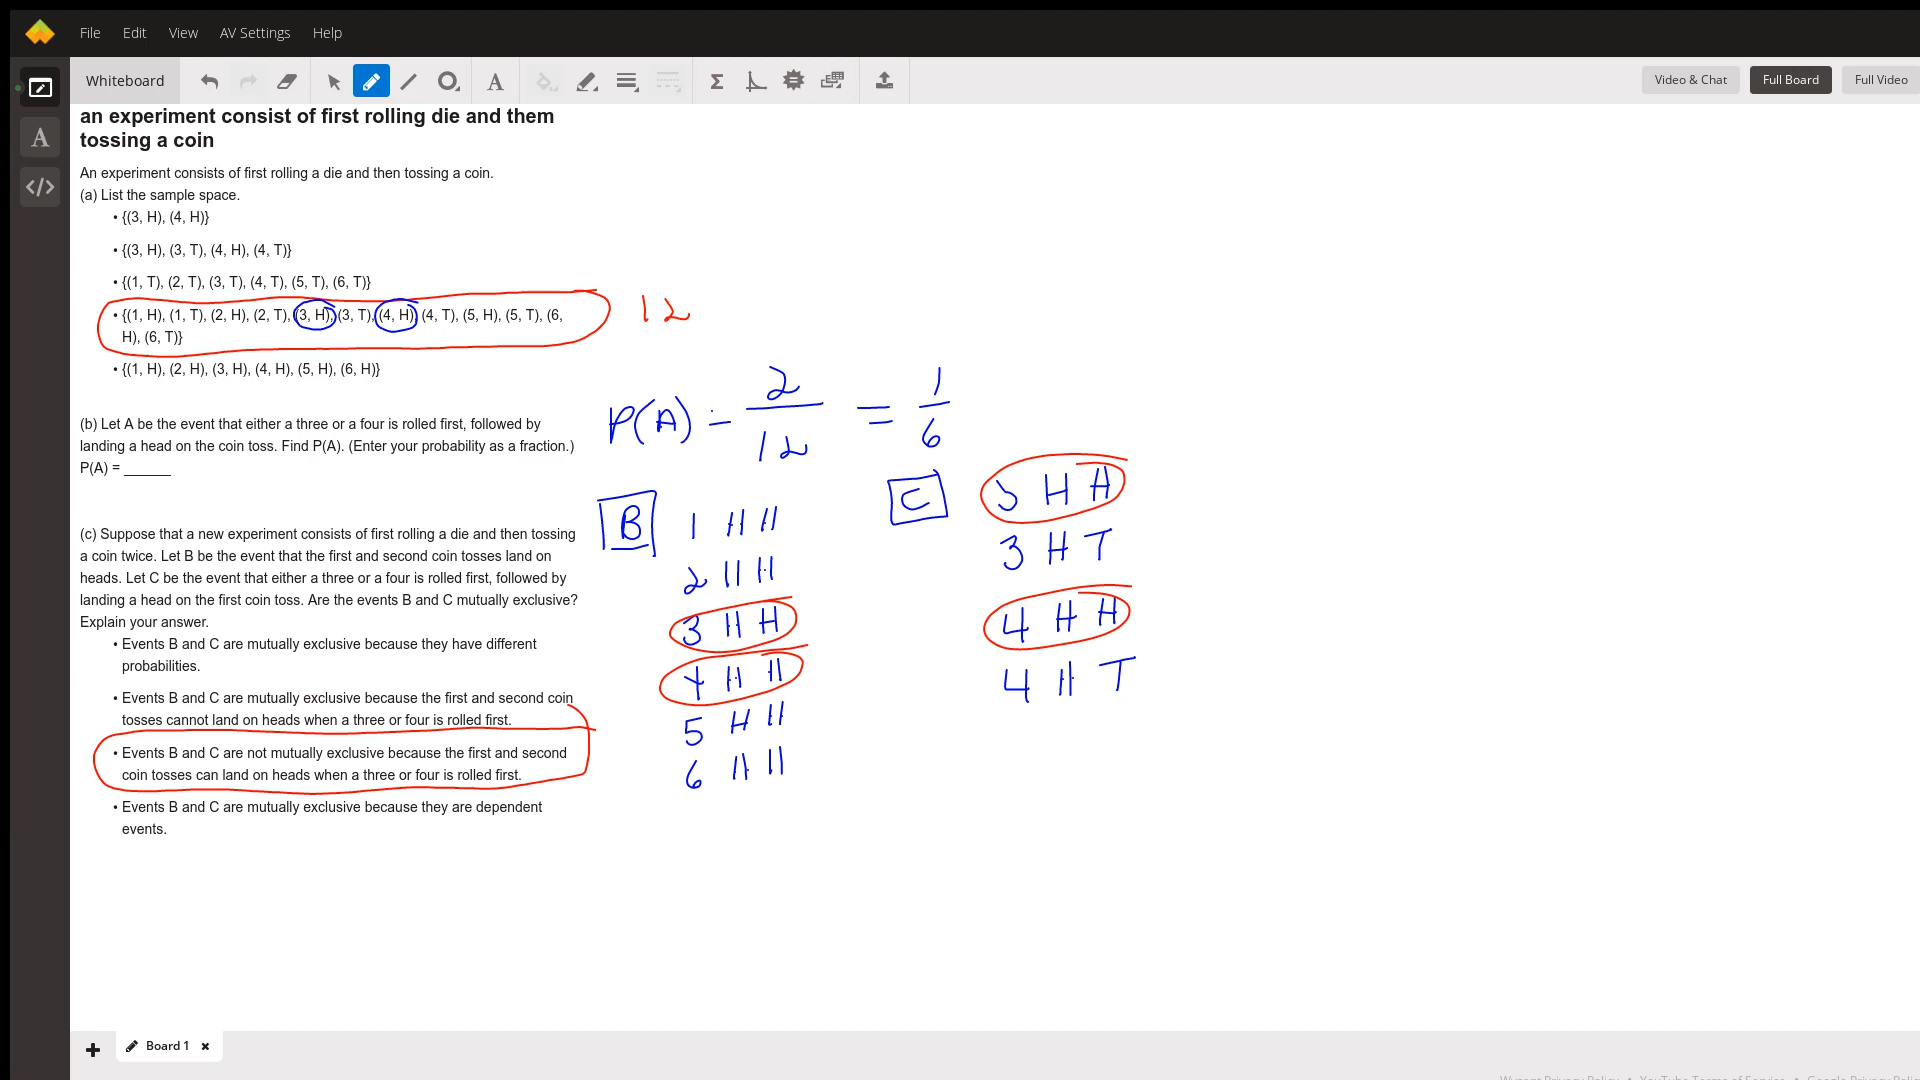 File Edit View AV Settings Help
Whiteboard A Σ Video & Chat Full Board Full Video
A
</>
an experiment consist of first rolling die and them
tossing a coin
An experiment consists of first rolling a die and then tossing a coin.
(a) List the sample space.
• {(3, H), (4, H)}
• {(3, H), (3, T), (4, H), (4, T)}
• {(1, T), (2, T), (3, T), (4, T), (5, T), (6, T)}
• {(1, H), (1, T), (2, H), (2, T), (3, H), (3, T), (4, H), (4, T), (5, H), (5, T), (6,
H), (6, T)}
12
• {(1, H), (2, H), (3, H), (4, H), (5, H), (6, H)}
(b) Let A be the event that either a three or a four is rolled first, followed by
landing a head on the coin toss. Find P(A). (Enter your probability as a fraction.)
P(A) = ______
P(A) = 2/12 = 1/6
(c) Suppose that a new experiment consists of first rolling a die and then tossing
a coin twice. Let B be the event that the first and second coin tosses land on
heads. Let C be the event that either a three or a four is rolled first, followed by
landing a head on the first coin toss. Are the events B and C mutually exclusive?
Explain your answer.
• Events B and C are mutually exclusive because they have different
probabilities.
• Events B and C are mutually exclusive because the first and second coin
tosses cannot land on heads when a three or four is rolled first.
• Events B and C are not mutually exclusive because the first and second
coin tosses can land on heads when a three or four is rolled first.
• Events B and C are mutually exclusive because they are dependent
events.
B
1 H H
2 H H
3 H H
4 H H
5 H H
6 H H
C
3 H H
3 H T
4 H H
4 H T
Board 1